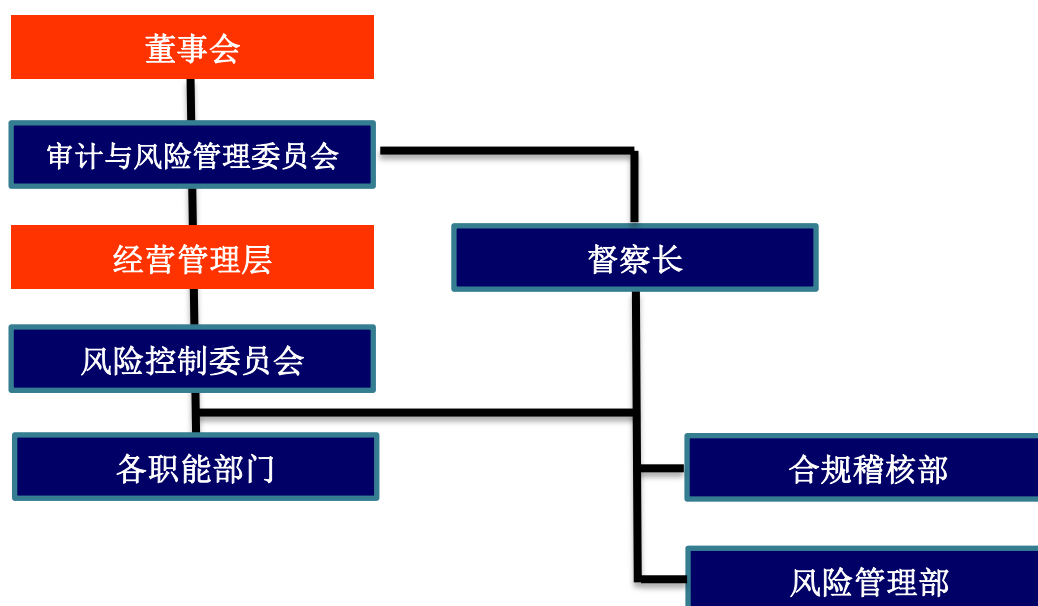 董事会
审计与风险管理委员会
经营管理层
督察长
风险控制委员会
各职能部门
合规稽核部
风险管理部